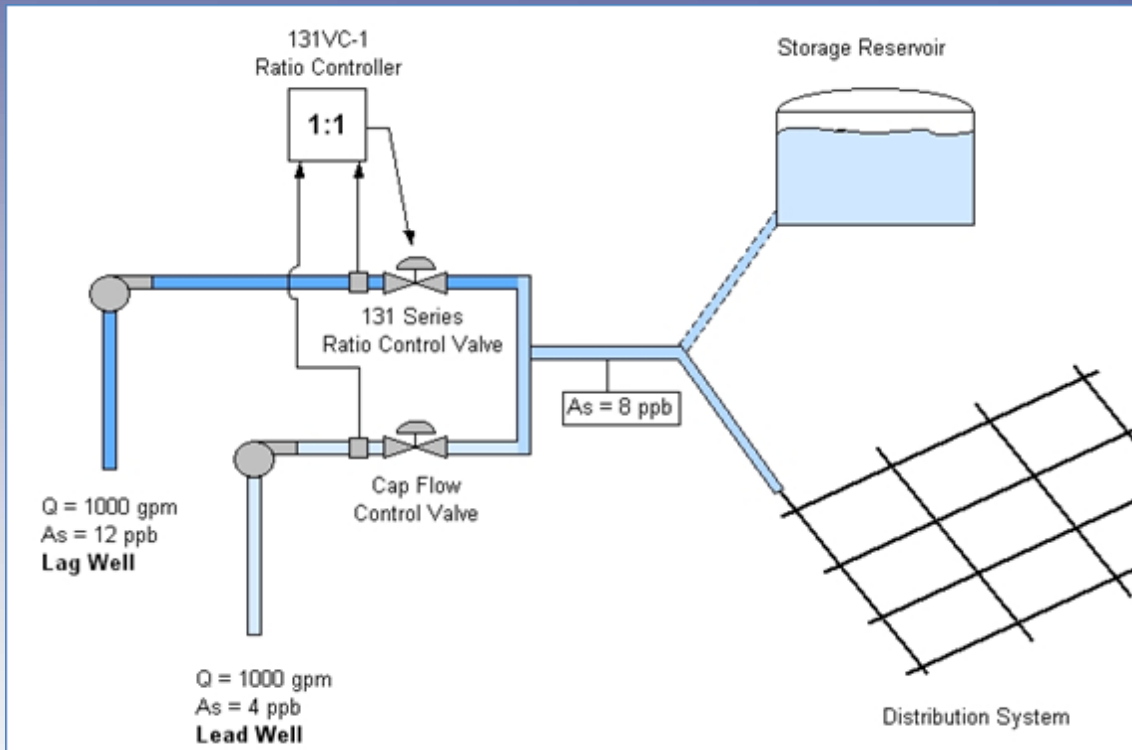 131VC-1
Ratio Controller
1:1
Storage Reservoir
131 Series
Ratio Control Valve
As = 8 ppb
Cap Flow
Control Valve
Q = 1000 gpm
As = 12 ppb
Lag Well
Q = 1000 gpm
As = 4 ppb
Lead Well
Distribution System